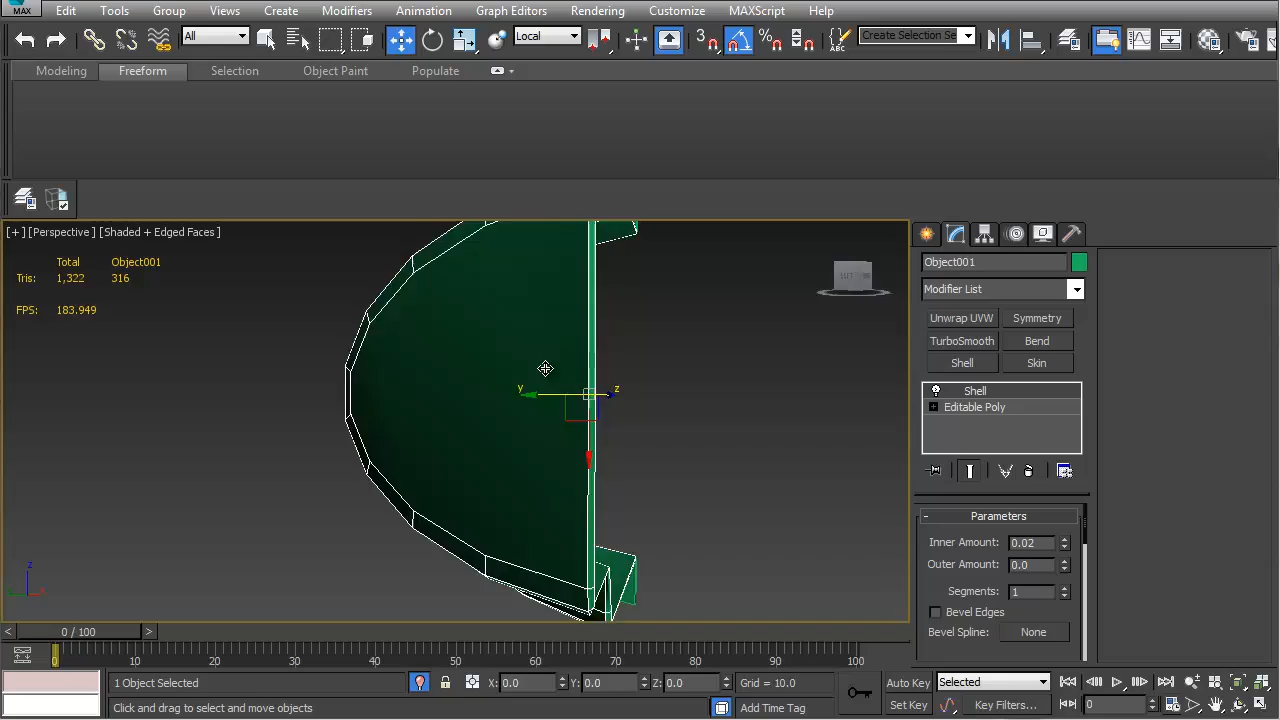 MAX Edit Tools Group Views Create Modifiers Animation Graph Editors Rendering Customize MAXScript Help
All Local 3 % ABC Create Selection Se
Modeling Freeform Selection Object Paint Populate
[+] [Perspective] [Shaded + Edged Faces]
Total Object001
Tris: 1,322 316
FPS: 183.949
y z
z
x
Object001
Modifier List
Unwrap UVW Symmetry
TurboSmooth Bend
Shell Skin
Shell
+ Editable Poly
- Parameters
Inner Amount: 0.02
Outer Amount: 0.0
Segments: 1
Bevel Edges
Bevel Spline: None
< 0 / 100 >
0 10 20 30 40 50 60 70 80 90 100
1 Object Selected X: 0.0 Y: 0.0 Z: 0.0 Grid = 10.0 Auto Key Selected
Click and drag to select and move objects Add Time Tag Set Key Key Filters... 0